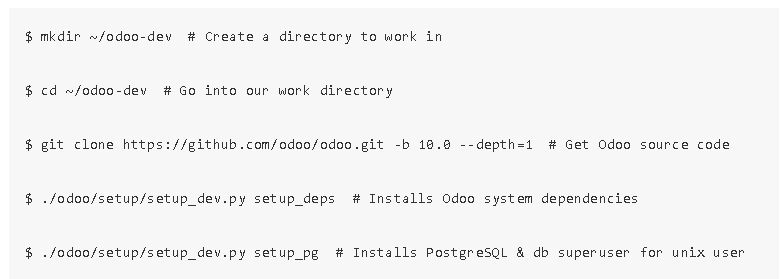 $ mkdir ~/odoo-dev  # Create a directory to work in
$ cd ~/odoo-dev  # Go into our work directory
$ git clone https://github.com/odoo/odoo.git -b 10.0 --depth=1  # Get Odoo source code
$ ./odoo/setup/setup_dev.py setup_deps  # Installs Odoo system dependencies
$ ./odoo/setup/setup_dev.py setup_pg  # Installs PostgreSQL & db superuser for unix user